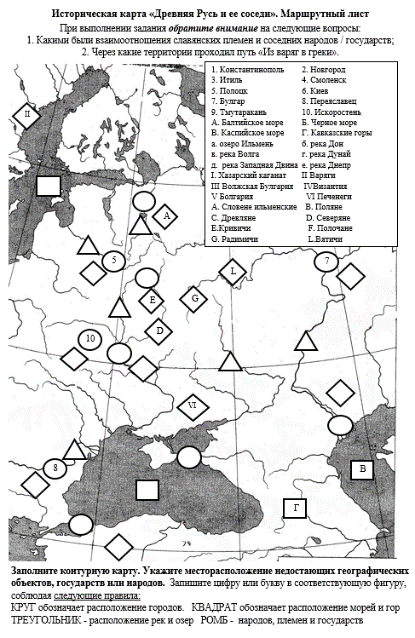 Историческая карта «Древняя Русь и ее соседи». Маршрутный лист
При выполнении задания обратите внимание на следующие вопросы:
1. Какими были взаимоотношения славянских племен и соседних народов / государств;
2. Через какие территории проходил путь «Из варяг в греки».
1. Константинополь 2. Новгород
3. Итиль 4. Смоленск
5. Полоцк 6. Киев
7. Булгар 8. Переяславец
9. Тмутаракань 10. Искоростень
А. Балтийское море Б. Черное море
В. Каспийское море Г. Кавказские горы
а. озеро Ильмень б. река Дон
в. река Волга г. река Дунай
д. река Западная Двина е. река Днепр
I. Хазарский каганат II Варяги
III Волжская Булгария IVВизантия
V Болгария VI Печенеги
A. Словене ильменские B. Поляне
C. Древляне D. Северяне
E.Кривичи F. Полочане
G. Радимичи L.Вятичи
II
A
5
L
7
E
G
D
10
VI
8
В
Г
Заполните контурную карту. Укажите месторасположение недостающих географических
объектов, государств или народов. Запишите цифру или букву в соответствующую фигуру,
соблюдая следующие правила:
КРУГ обозначает расположение городов. КВАДРАТ обозначает расположение морей и гор
ТРЕУГОЛЬНИК - расположение рек и озер РОМБ - народов, племен и государств